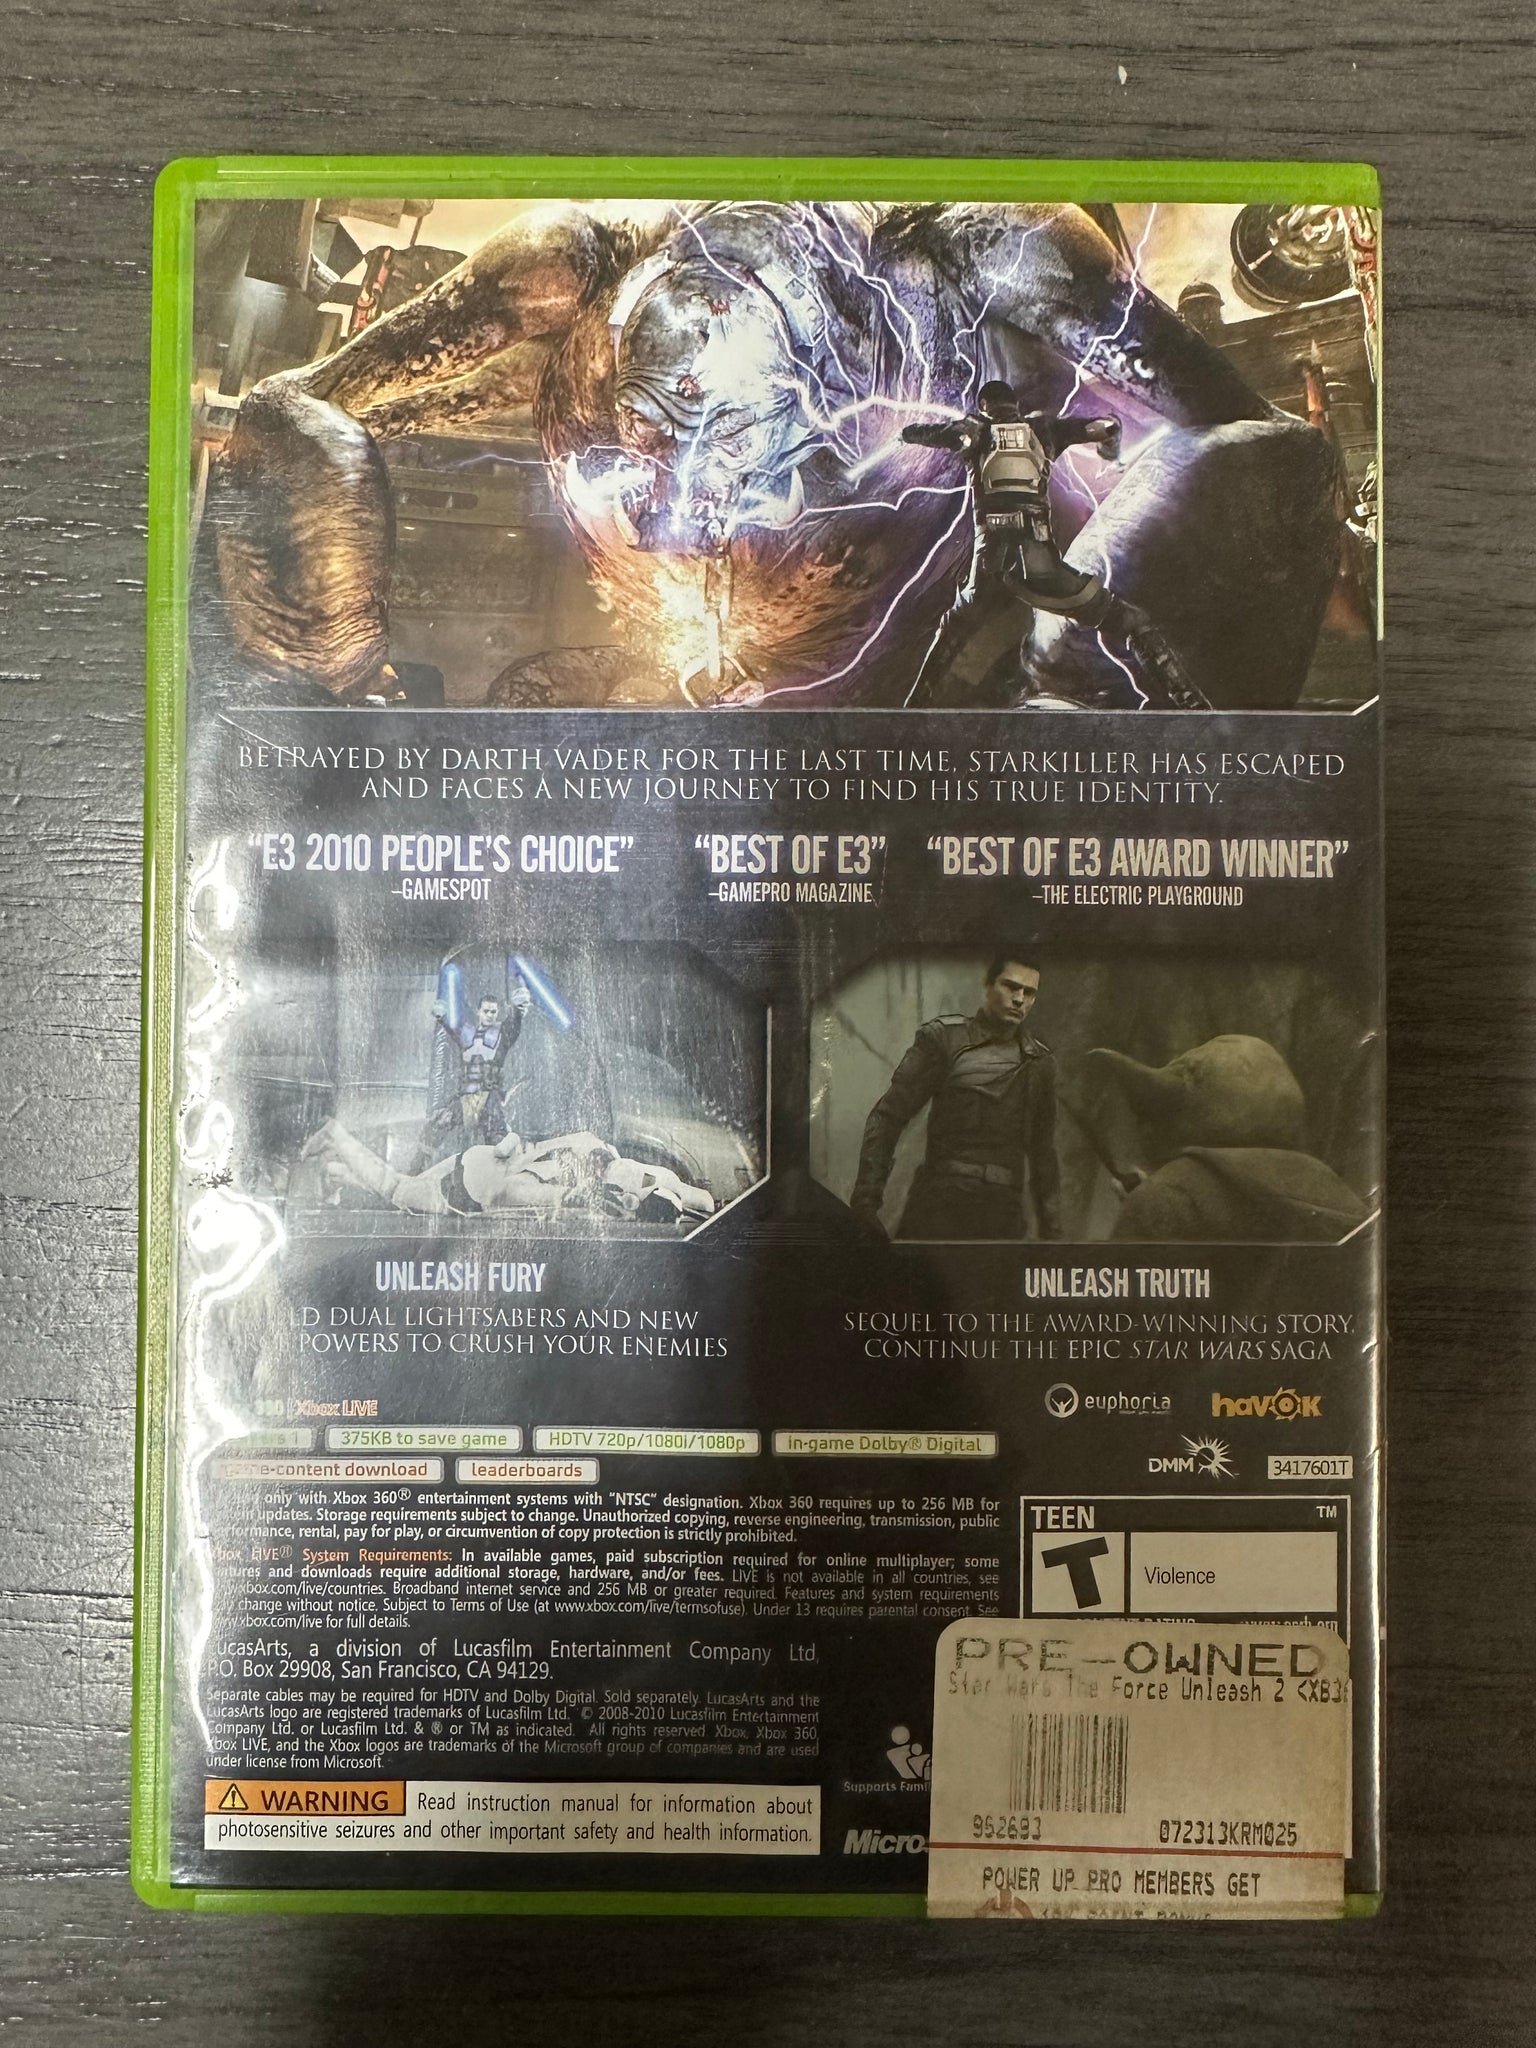 BETRAYED BY DARTH VADER FOR THE LAST TIME, STARKILLER HAS ESCAPED
AND FACES A NEW JOURNEY TO FIND HIS TRUE IDENTITY.
"E3 2010 PEOPLE'S CHOICE"
–GAMESPOT
"BEST OF E3"
–GAMEPRO MAGAZINE
"BEST OF E3 AWARD WINNER"
–THE ELECTRIC PLAYGROUND
UNLEASH FURY
DUAL LIGHTSABERS AND NEW
POWERS TO CRUSH YOUR ENEMIES
UNLEASH TRUTH
SEQUEL TO THE AWARD-WINNING STORY,
CONTINUE THE EPIC STAR WARS SAGA
euphoria
havok
360 Xbox LIVE
1
375KB to save game
HDTV 720p/1080i/1080p
in-game Dolby® Digital
-content download
leaderboards
DMM
3417601T
only with Xbox 360® entertainment systems with "NTSC" designation. Xbox 360 requires up to 256 MB for
updates. Storage requirements subject to change. Unauthorized copying, reverse engineering, transmission, public
rental, pay for play, or circumvention of copy protection is strictly prohibited.
Xbox LIVE® System Requirements: In available games, paid subscription required for online multiplayer; some
and downloads require additional storage, hardware, and/or fees. LIVE is not available in all countries, see
xbox.com/live/countries. Broadband internet service and 256 MB or greater required. Features and system requirements
change without notice. Subject to Terms of Use (at www.xbox.com/live/termsofuse). Under 13 requires parental consent. See
www.xbox.com/live for full details.
LucasArts, a division of Lucasfilm Entertainment Company Ltd,
P.O. Box 29908, San Francisco, CA 94129.
Separate cables may be required for HDTV and Dolby Digital. Sold separately. LucasArts and the
LucasArts logo are registered trademarks of Lucasfilm Ltd. © 2008-2010 Lucasfilm Entertainment
Company Ltd. or Lucasfilm Ltd. & ® or TM as indicated. All rights reserved. Xbox, Xbox 360,
Xbox LIVE, and the Xbox logos are trademarks of the Microsoft group of companies and are used
under license from Microsoft.
WARNING Read instruction manual for information about
photosensitive seizures and other important safety and health information.
TEEN ™
T
Violence
Supports Fami
Micros
PRE-OWNED
Star Wars The Force Unleash 2 <XB3
952693
072313KRM025
POWER UP PRO MEMBERS GET